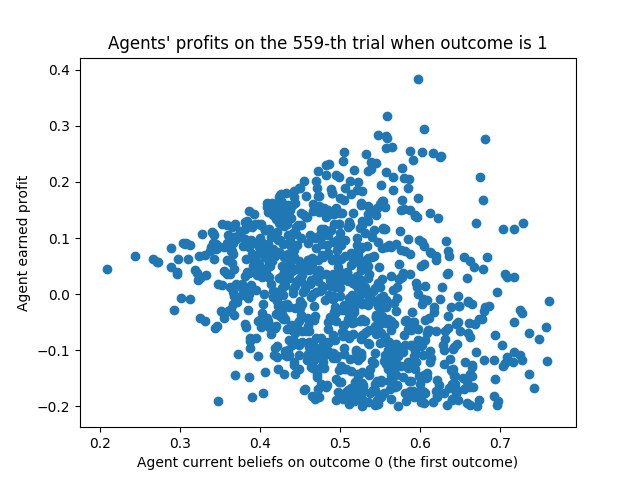 Agents' profits on the 559-th trial when outcome is 1
0.4
0.3
0.2
0.1
0.0
−0.1
−0.2
Agent earned profit
0.2 0.3 0.4 0.5 0.6 0.7
Agent current beliefs on outcome 0 (the first outcome)